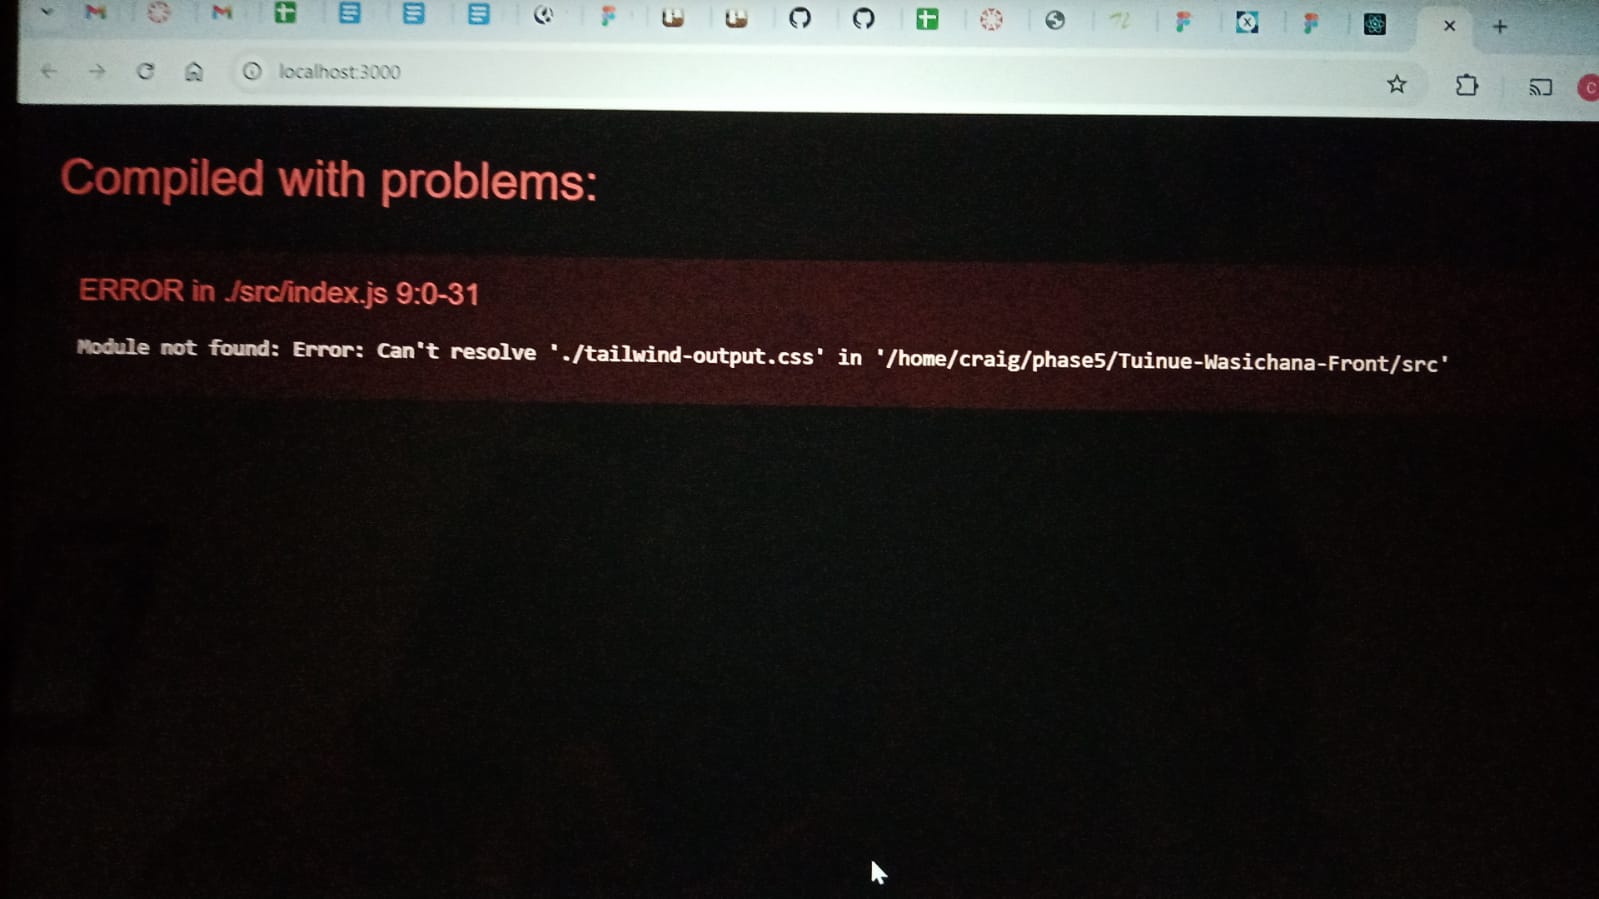 localhost:3000
C
Compiled with problems:
ERROR in ./src/index.js 9:0-31
Module not found: Error: Can't resolve './tailwind-output.css' in '/home/craig/phase5/Tuinue-Wasichana-Front/src'